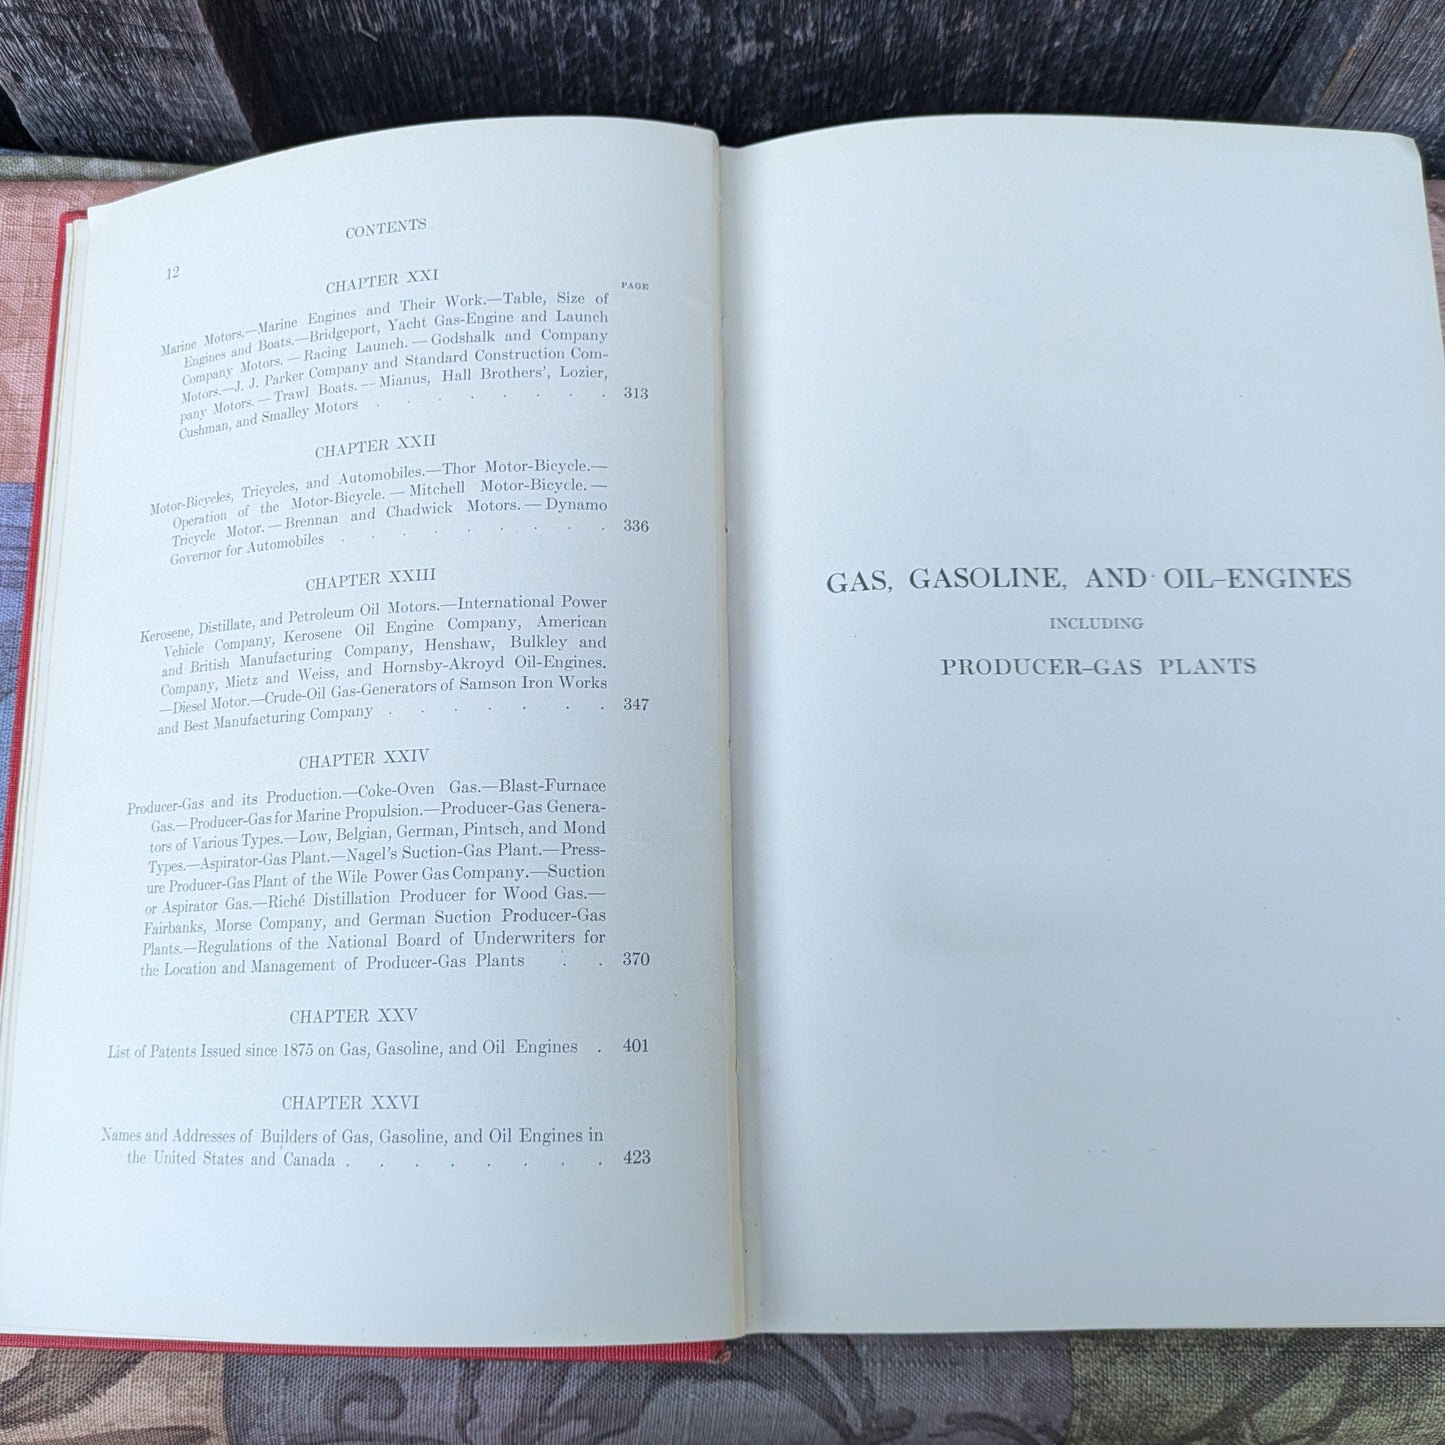 CONTENTS
12
CHAPTER XXI
PAGE
Marine Motors.—Marine Engines and Their Work.—Table, Size of
Engines and Boats.—Bridgeport, Yacht Gas-Engine and Launch
Company Motors. — Racing Launch. — Godshalk and Company
Motors.—J. J. Parker Company and Standard Construction Com-
pany Motors. — Trawl Boats. — Mianus, Hall Brothers', Lozier,
Cushman, and Smalley Motors . . . . . . . 313
CHAPTER XXII
Motor-Bicycles, Tricycles, and Automobiles.—Thor Motor-Bicycle.—
Operation of the Motor-Bicycle. — Mitchell Motor-Bicycle. —
Tricycle Motor. — Brennan and Chadwick Motors. — Dynamo
Governor for Automobiles . . . . . . . 336
CHAPTER XXIII
Kerosene, Distillate, and Petroleum Oil Motors.—International Power
Vehicle Company, Kerosene Oil Engine Company, American
and British Manufacturing Company, Henshaw, Bulkley and
Company, Mietz and Weiss, and Hornsby-Akroyd Oil-Engines.
—Diesel Motor.—Crude-Oil Gas-Generators of Samson Iron Works
and Best Manufacturing Company . . . . . . 347
CHAPTER XXIV
Producer-Gas and its Production.—Coke-Oven Gas.—Blast-Furnace
Gas.—Producer-Gas for Marine Propulsion.—Producer-Gas Genera-
tors of Various Types.—Low, Belgian, German, Pintsch, and Mond
Types.—Aspirator-Gas Plant.—Nagel's Suction-Gas Plant.—Press-
ure Producer-Gas Plant of the Wile Power Gas Company.—Suction
or Aspirator Gas.—Riché Distillation Producer for Wood Gas.—
Fairbanks, Morse Company, and German Suction Producer-Gas
Plants.—Regulations of the National Board of Underwriters for
the Location and Management of Producer-Gas Plants . . 370
CHAPTER XXV
List of Patents Issued since 1875 on Gas, Gasoline, and Oil Engines . 401
CHAPTER XXVI
Names and Addresses of Builders of Gas, Gasoline, and Oil Engines in
the United States and Canada . . . . . . . . 423
GAS, GASOLINE, AND OIL-ENGINES
INCLUDING
PRODUCER-GAS PLANTS